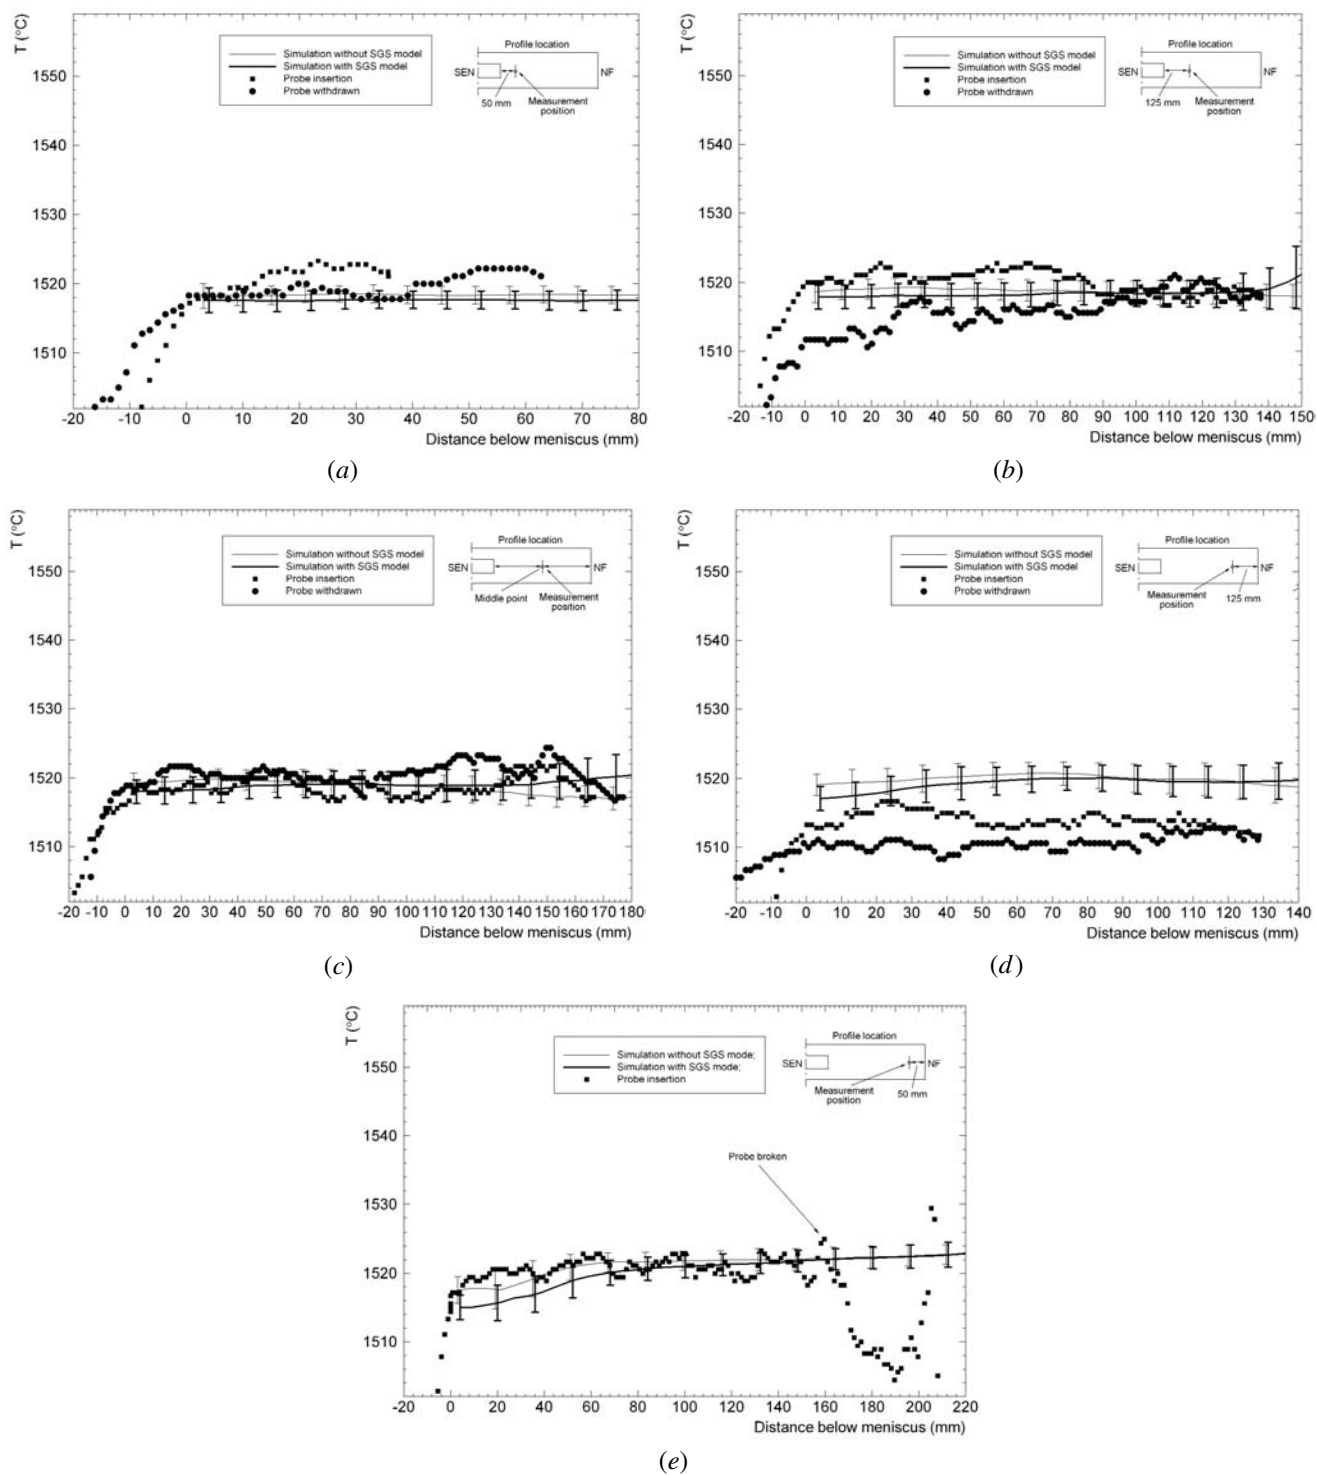 T (°C)
1550
1540
1530
1520
1510
-20 -10 0 10 20 30 40 50 60 70 80
Distance below meniscus (mm)
Simulation without SGS model
Simulation with SGS model
Probe insertion
Probe withdrawn
Profile location
SEN
NF
50 mm
Measurement
position
(a)
T (°C)
1550
1540
1530
1520
1510
-20 -10 0 10 20 30 40 50 60 70 80 90 100 110 120 130 140 150
Distance below meniscus (mm)
Simulation without SGS model
Simulation with SGS model
Probe insertion
Probe withdrawn
Profile location
SEN
NF
125 mm
Measurement
position
(b)
T (°C)
1550
1540
1530
1520
1510
-20 -10 0 10 20 30 40 50 60 70 80 90 100 110 120 130 140 150 160 170 180
Distance below meniscus (mm)
Simulation without SGS model
Simulation with SGS model
Probe insertion
Probe withdrawn
Profile location
SEN
NF
Middle point
Measurement
position
(c)
T (°C)
1550
1540
1530
1520
1510
-20 -10 0 10 20 30 40 50 60 70 80 90 100 110 120 130 140
Distance below meniscus (mm)
Simulation without SGS model
Simulation with SGS model
Probe insertion
Probe withdrawn
Profile location
SEN
NF
Measurement
position
125 mm
(d)
T (°C)
1550
1540
1530
1520
1510
-20 0 20 40 60 80 100 120 140 160 180 200 220
Distance below meniscus (mm)
Simulation without SGS mode;
Simulation with SGS mode;
Probe insertion
Profile location
SEN
NF
Measurement
position
50 mm
Probe broken
(e)